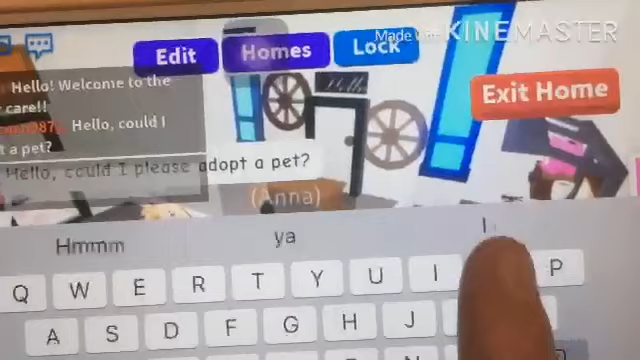 Made with KINEMASTER
Edit Homes Lock
Exit Home
Hello! Welcome to the
care!!
Hello, could I
t a pet?
Hello, could I please adopt a pet?
(Anna)
Hmmm ya I
Q W E R T Y U I P
A S D F G H J